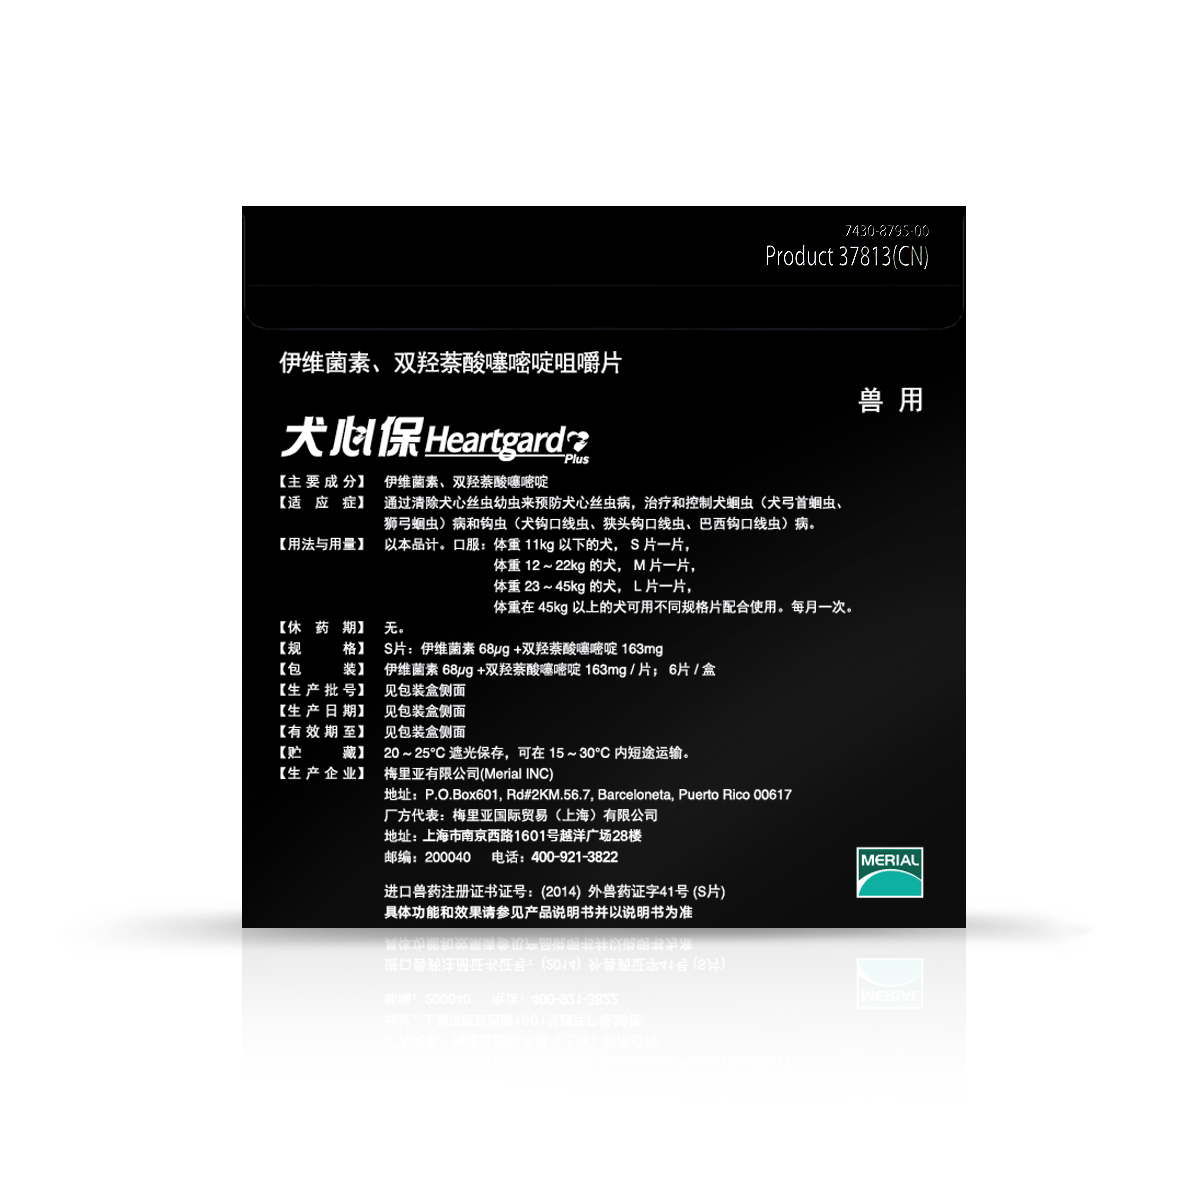 7430-8795-00
Product 37813(CN)
伊维菌素、双羟萘酸噻嘧啶咀嚼片
兽 用
犬心保Heartgard Plus
【主要成分】 伊维菌素、双羟萘酸噻嘧啶
【适 应 症】 通过清除犬心丝虫幼虫来预防犬心丝虫病，治疗和控制犬蛔虫（犬弓首蛔虫、
狮弓蛔虫）病和钩虫（犬钩口线虫、狭头钩口线虫、巴西钩口线虫）病。
【用法与用量】 以本品计。口服：体重 11kg 以下的犬， S 片一片，
体重 12～22kg 的犬， M 片一片，
体重 23～45kg 的犬， L 片一片，
体重在 45kg 以上的犬可用不同规格片配合使用。每月一次。
【休 药 期】 无。
【规 格】 S片：伊维菌素 68μg +双羟萘酸噻嘧啶 163mg
【包 装】 伊维菌素 68μg +双羟萘酸噻嘧啶 163mg / 片； 6片 / 盒
【生产批号】 见包装盒侧面
【生产日期】 见包装盒侧面
【有效期至】 见包装盒侧面
【贮 藏】 20～25°C 遮光保存，可在 15～30°C 内短途运输。
【生产企业】 梅里亚有限公司(Merial INC)
地址：P.O.Box601, Rd#2KM.56.7, Barceloneta, Puerto Rico 00617
厂方代表：梅里亚国际贸易（上海）有限公司
地址：上海市南京西路1601号越洋广场28楼
邮编：200040 电话：400-921-3822
MERIAL
进口兽药注册证书证号：(2014) 外兽药证字41号 (S片)
具体功能和效果请参见产品说明书并以说明书为准